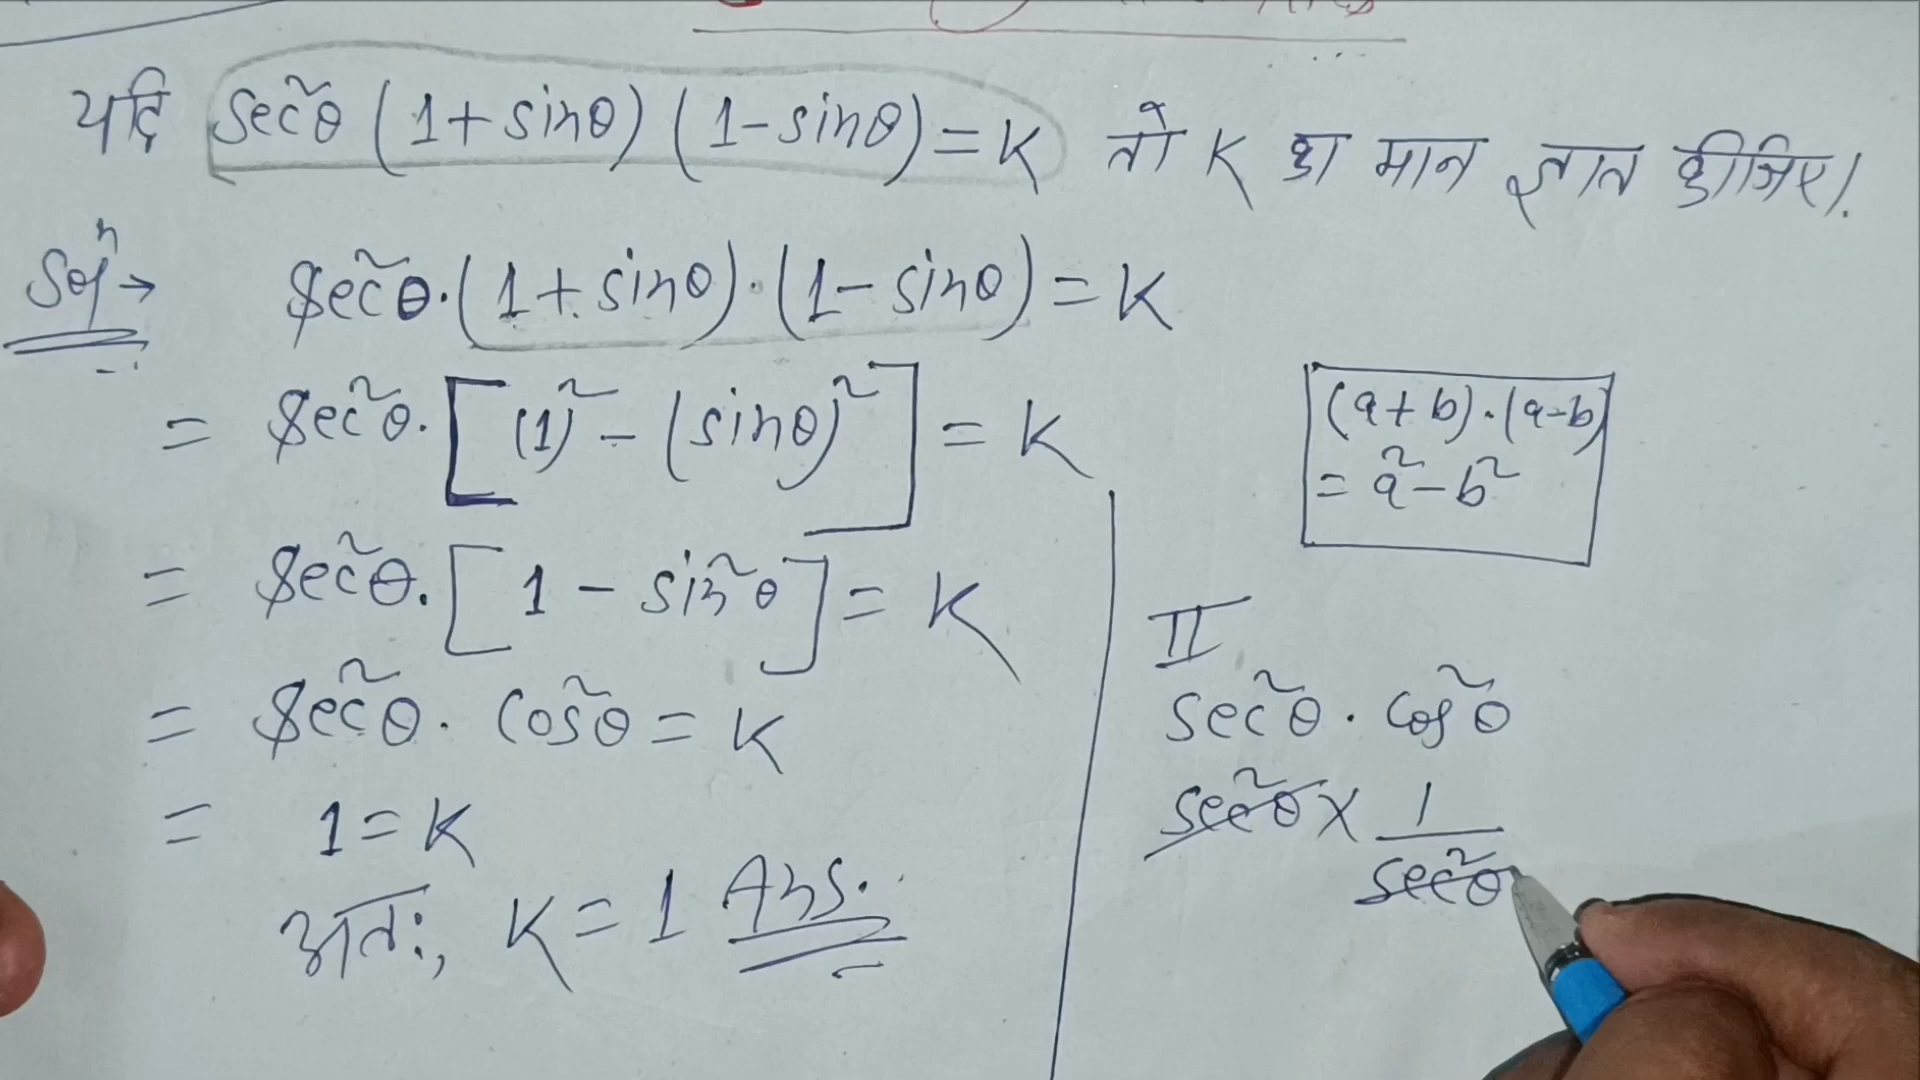 यदि sec²θ (1+sinθ) (1-sinθ) = K तो K का मान ज्ञात कीजिए।
Solⁿ → sec²θ·(1+sinθ)·(1-sinθ) = K
= sec²θ·[(1)² - (sinθ)²] = K
= sec²θ·[1 - sin²θ] = K
= sec²θ· cos²θ = K
= 1 = K
अतः, K = 1 Ans.
(a+b)·(a-b)
= a² - b²
II
sec²θ · cos²θ
sec²θ × 1/sec²θ